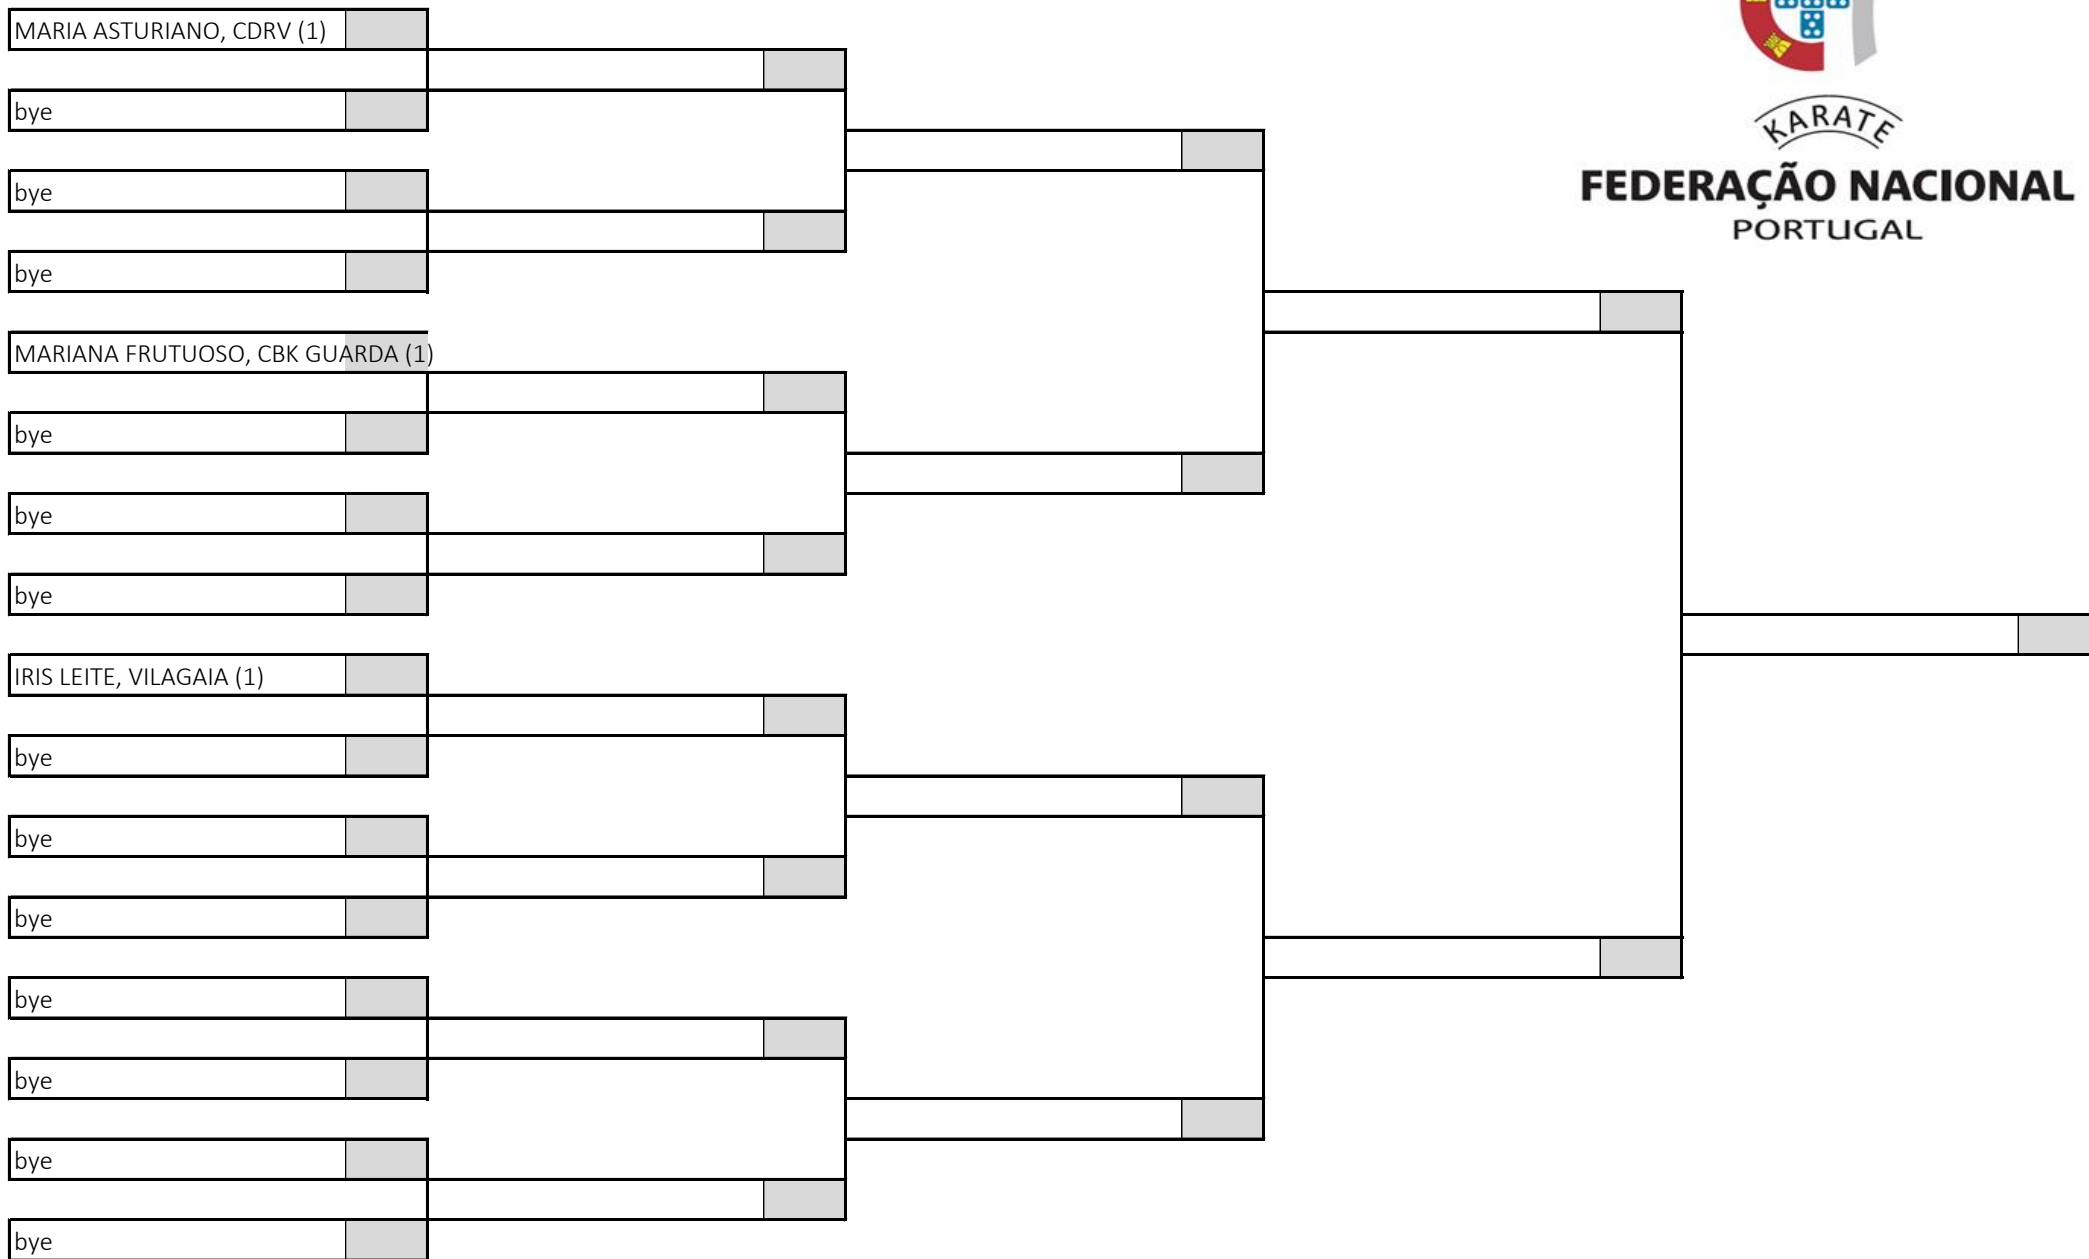 MARIA ASTURIANO, CDRV (1)
bye
bye
bye
MARIANA FRUTUOSO, CBK GUARDA (1)
bye
bye
bye
IRIS LEITE, VILAGAIA (1)
bye
bye
bye
bye
bye
bye
bye
KARATE
FEDERAÇÃO NACIONAL
PORTUGAL